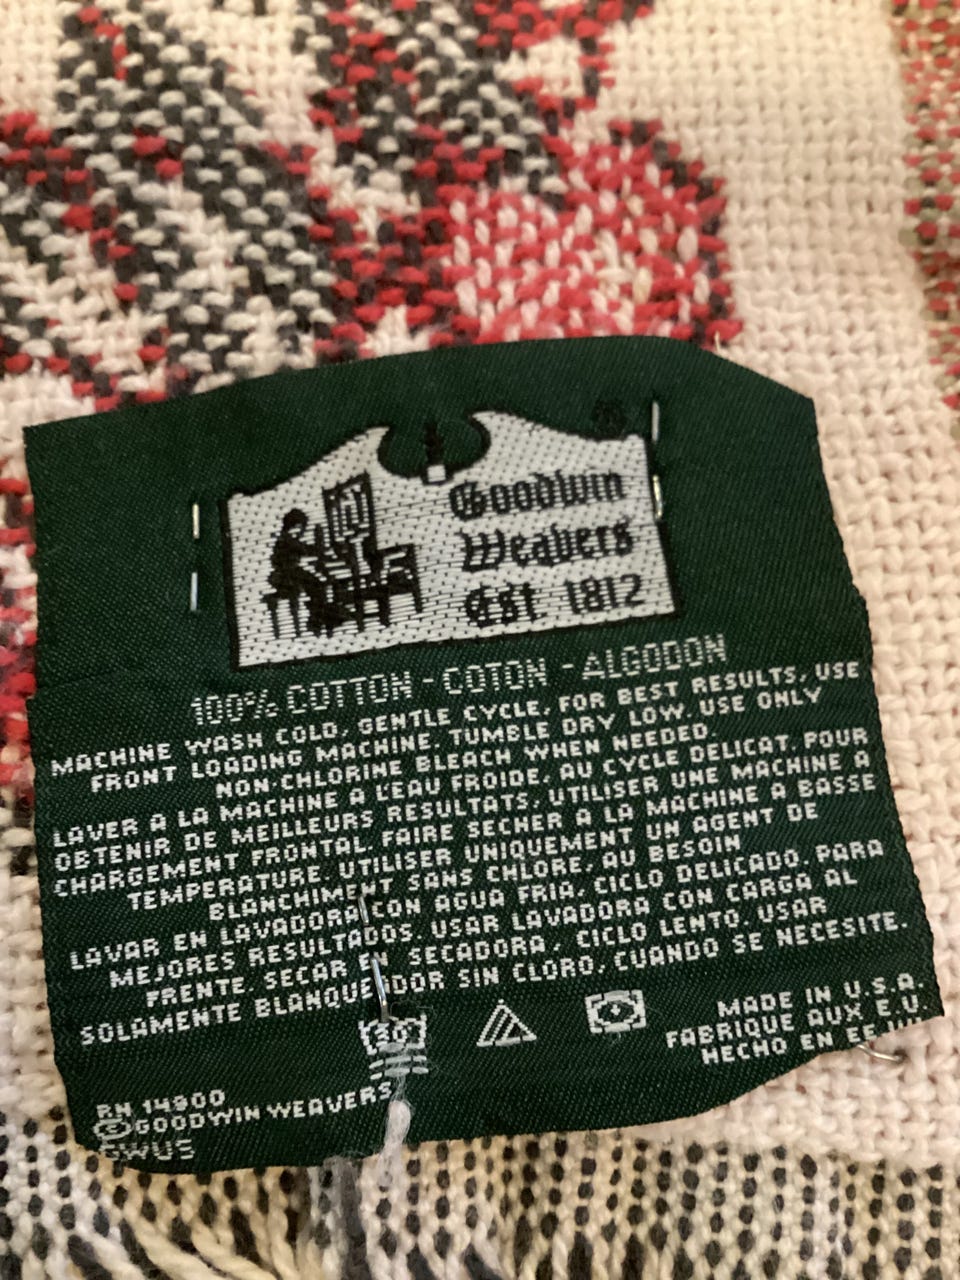 Goodwin
Weavers
Est 1812
100% COTTON - COTON - ALGODON
MACHINE WASH COLD, GENTLE CYCLE, FOR BEST RESULTS, USE
FRONT LOADING MACHINE. TUMBLE DRY LOW. USE ONLY
NON-CHLORINE BLEACH WHEN NEEDED.
LAVER A LA MACHINE A L'EAU FROIDE, AU CYCLE DELICAT. POUR
OBTENIR DE MEILLEURS RESULTATS, UTILISER UNE MACHINE A
CHARGEMENT FRONTAL. FAIRE SECHER A LA MACHINE A BASSE
TEMPERATURE. UTILISER UNIQUEMENT UN AGENT DE
BLANCHIMENT SANS CHLORE, AU BESOIN
LAVAR EN LAVADORA CON AGUA FRIA, CICLO DELICADO. PARA
MEJORES RESULTADOS, USAR LAVADORA CON CARGA AL
FRENTE. SECAR EN SECADORA, CICLO LENTO. USAR
SOLAMENTE BLANQUEADOR SIN CLORO, CUANDO SE NECESITE.
30°
MADE IN U.S.A.
FABRIQUE AUX E.U.
HECHO EN EE UU
RN 14900
© GOODWIN WEAVERS
GWUS